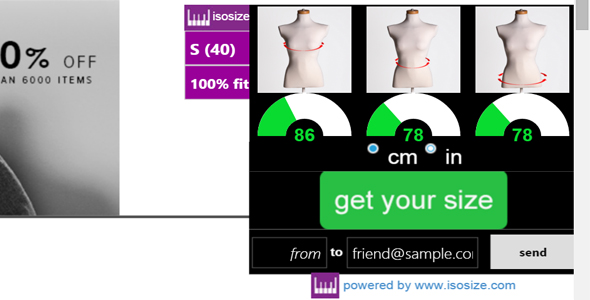 0% OFF
AN 6000 ITEMS
isosize
S (40)
100% fit
86
78
78
cm
in
get your size
from to friend@sample.co
send
powered by www.isosize.com